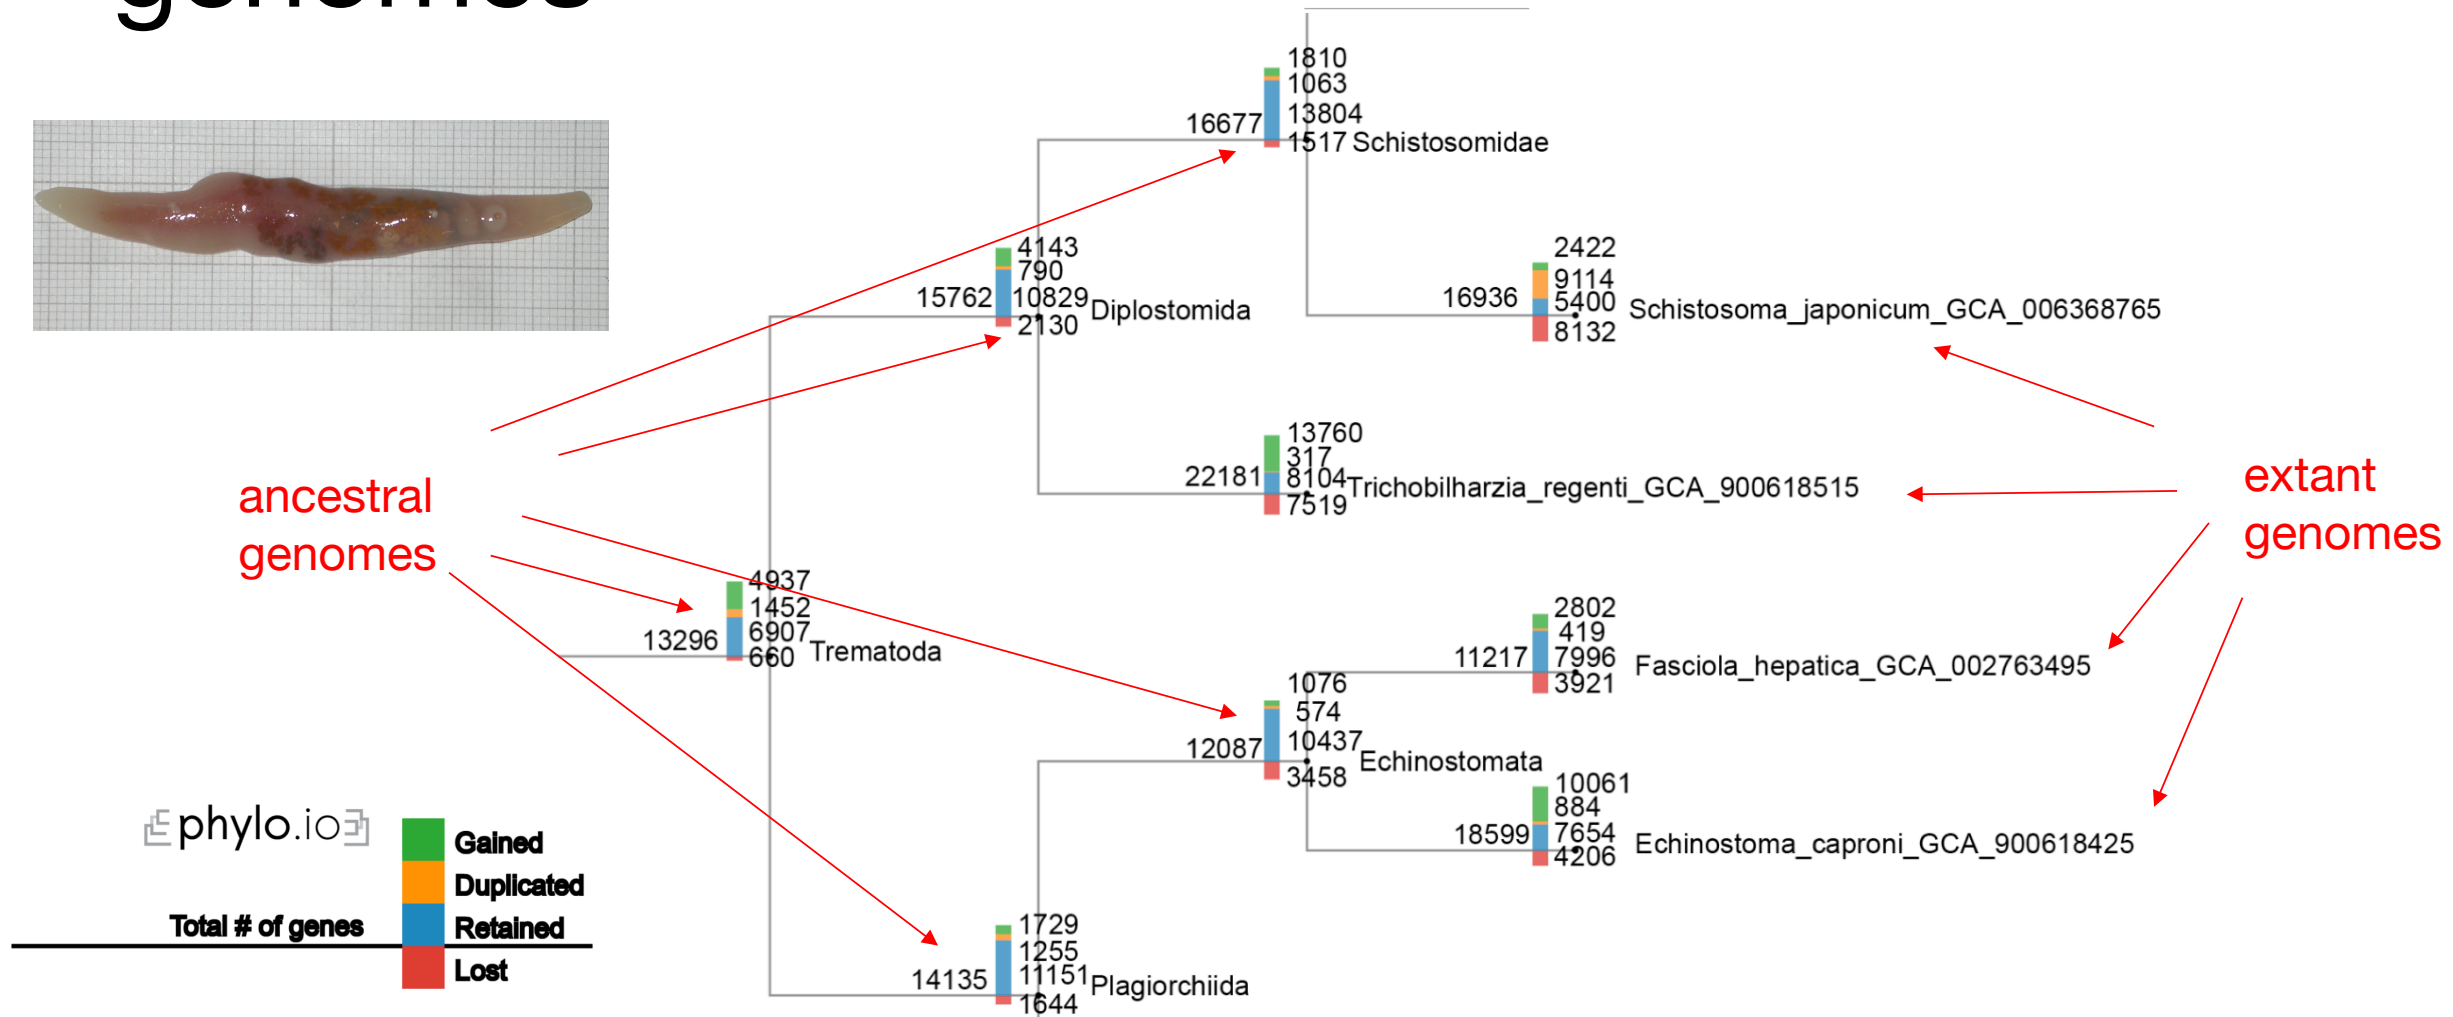 genomes
1810
1063
13804
16677
1517 Schistosomidae
4143
790
15762
10829
Diplostomida
2130
2422
9114
16936
5400
Schistosoma_japonicum_GCA_006368765
8132
13760
317
22181
8104
Trichobilharzia_regenti_GCA_900618515
7519
ancestral
genomes
extant
genomes
4937
1452
13296
6907
Trematoda
660
2802
419
11217
7996
Fasciola_hepatica_GCA_002763495
3921
1076
574
12087
10437
Echinostomata
3458
10061
884
18599
7654
Echinostoma_caproni_GCA_900618425
4206
1729
1255
14135
11151
Plagiorchiida
1644
phylo.io
Gained
Duplicated
Total # of genes
Retained
Lost